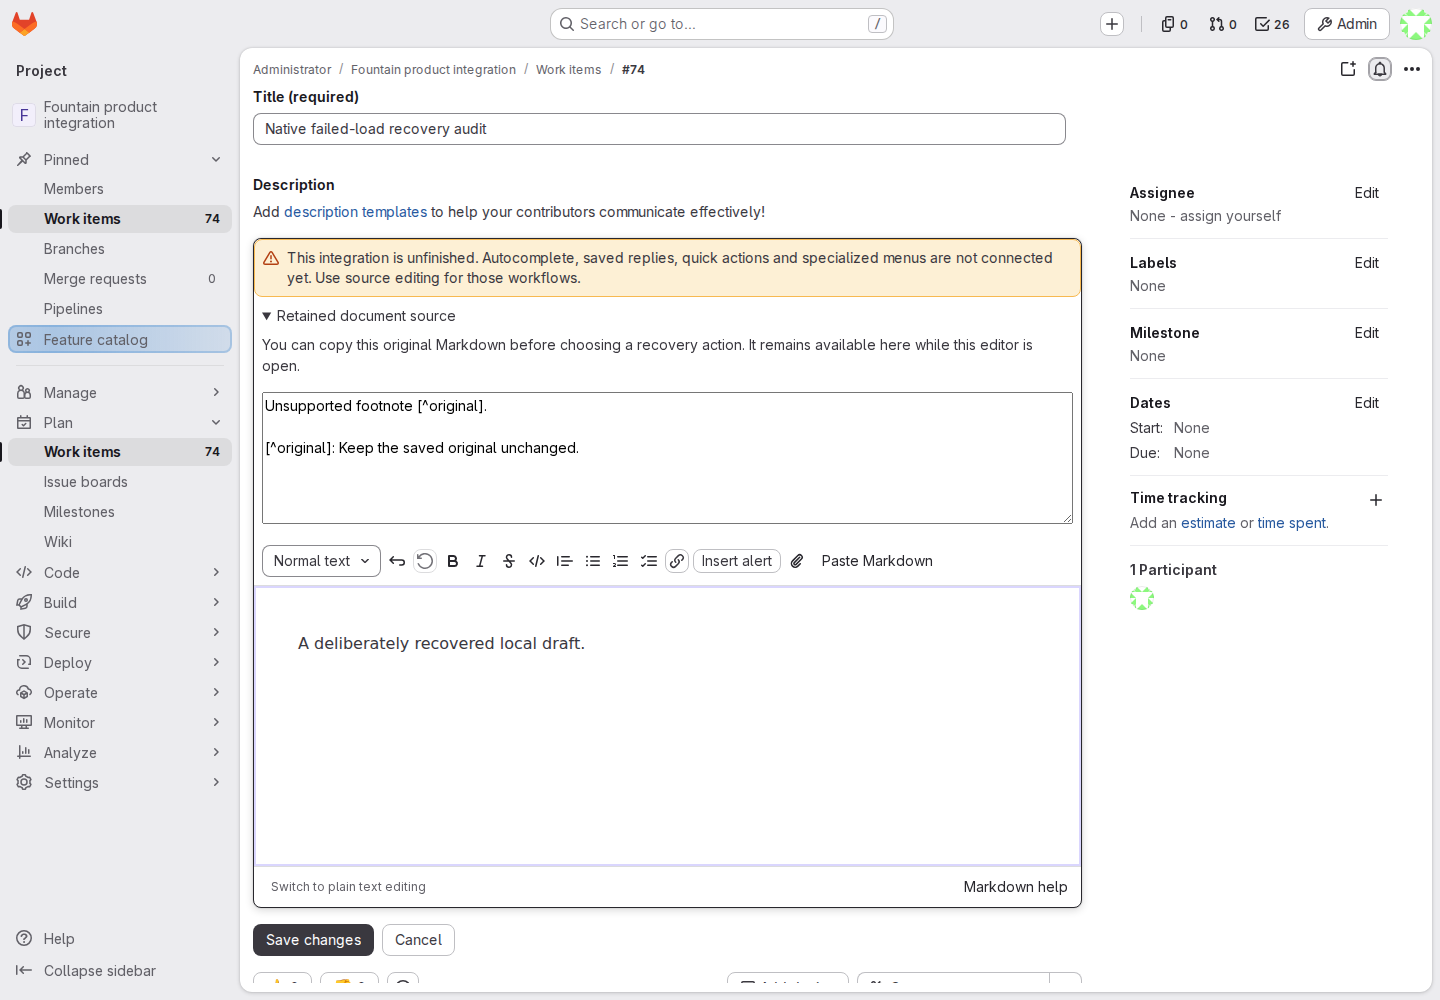 Search or go to...
/
0
0
26
Admin
Project
F
Fountain product integration
Pinned
Members
Work items
74
Branches
Merge requests
0
Pipelines
Feature catalog
Manage
Plan
Work items
74
Issue boards
Milestones
Wiki
Code
Build
Secure
Deploy
Operate
Monitor
Analyze
Settings
Help
Collapse sidebar
Administrator / Fountain product integration / Work items / #74
Title (required)
Native failed-load recovery audit
Description
Add description templates to help your contributors communicate effectively!
This integration is unfinished. Autocomplete, saved replies, quick actions and specialized menus are not connected
yet. Use source editing for those workflows.
Retained document source
You can copy this original Markdown before choosing a recovery action. It remains available here while this editor is
open.
Unsupported footnote [^original].
[^original]: Keep the saved original unchanged.
Normal text
Insert alert
Paste Markdown
A deliberately recovered local draft.
Switch to plain text editing
Markdown help
Save changes
Cancel
Assignee
Edit
None - assign yourself
Labels
Edit
None
Milestone
Edit
None
Dates
Edit
Start: None
Due: None
Time tracking
Add an estimate or time spent.
1 Participant